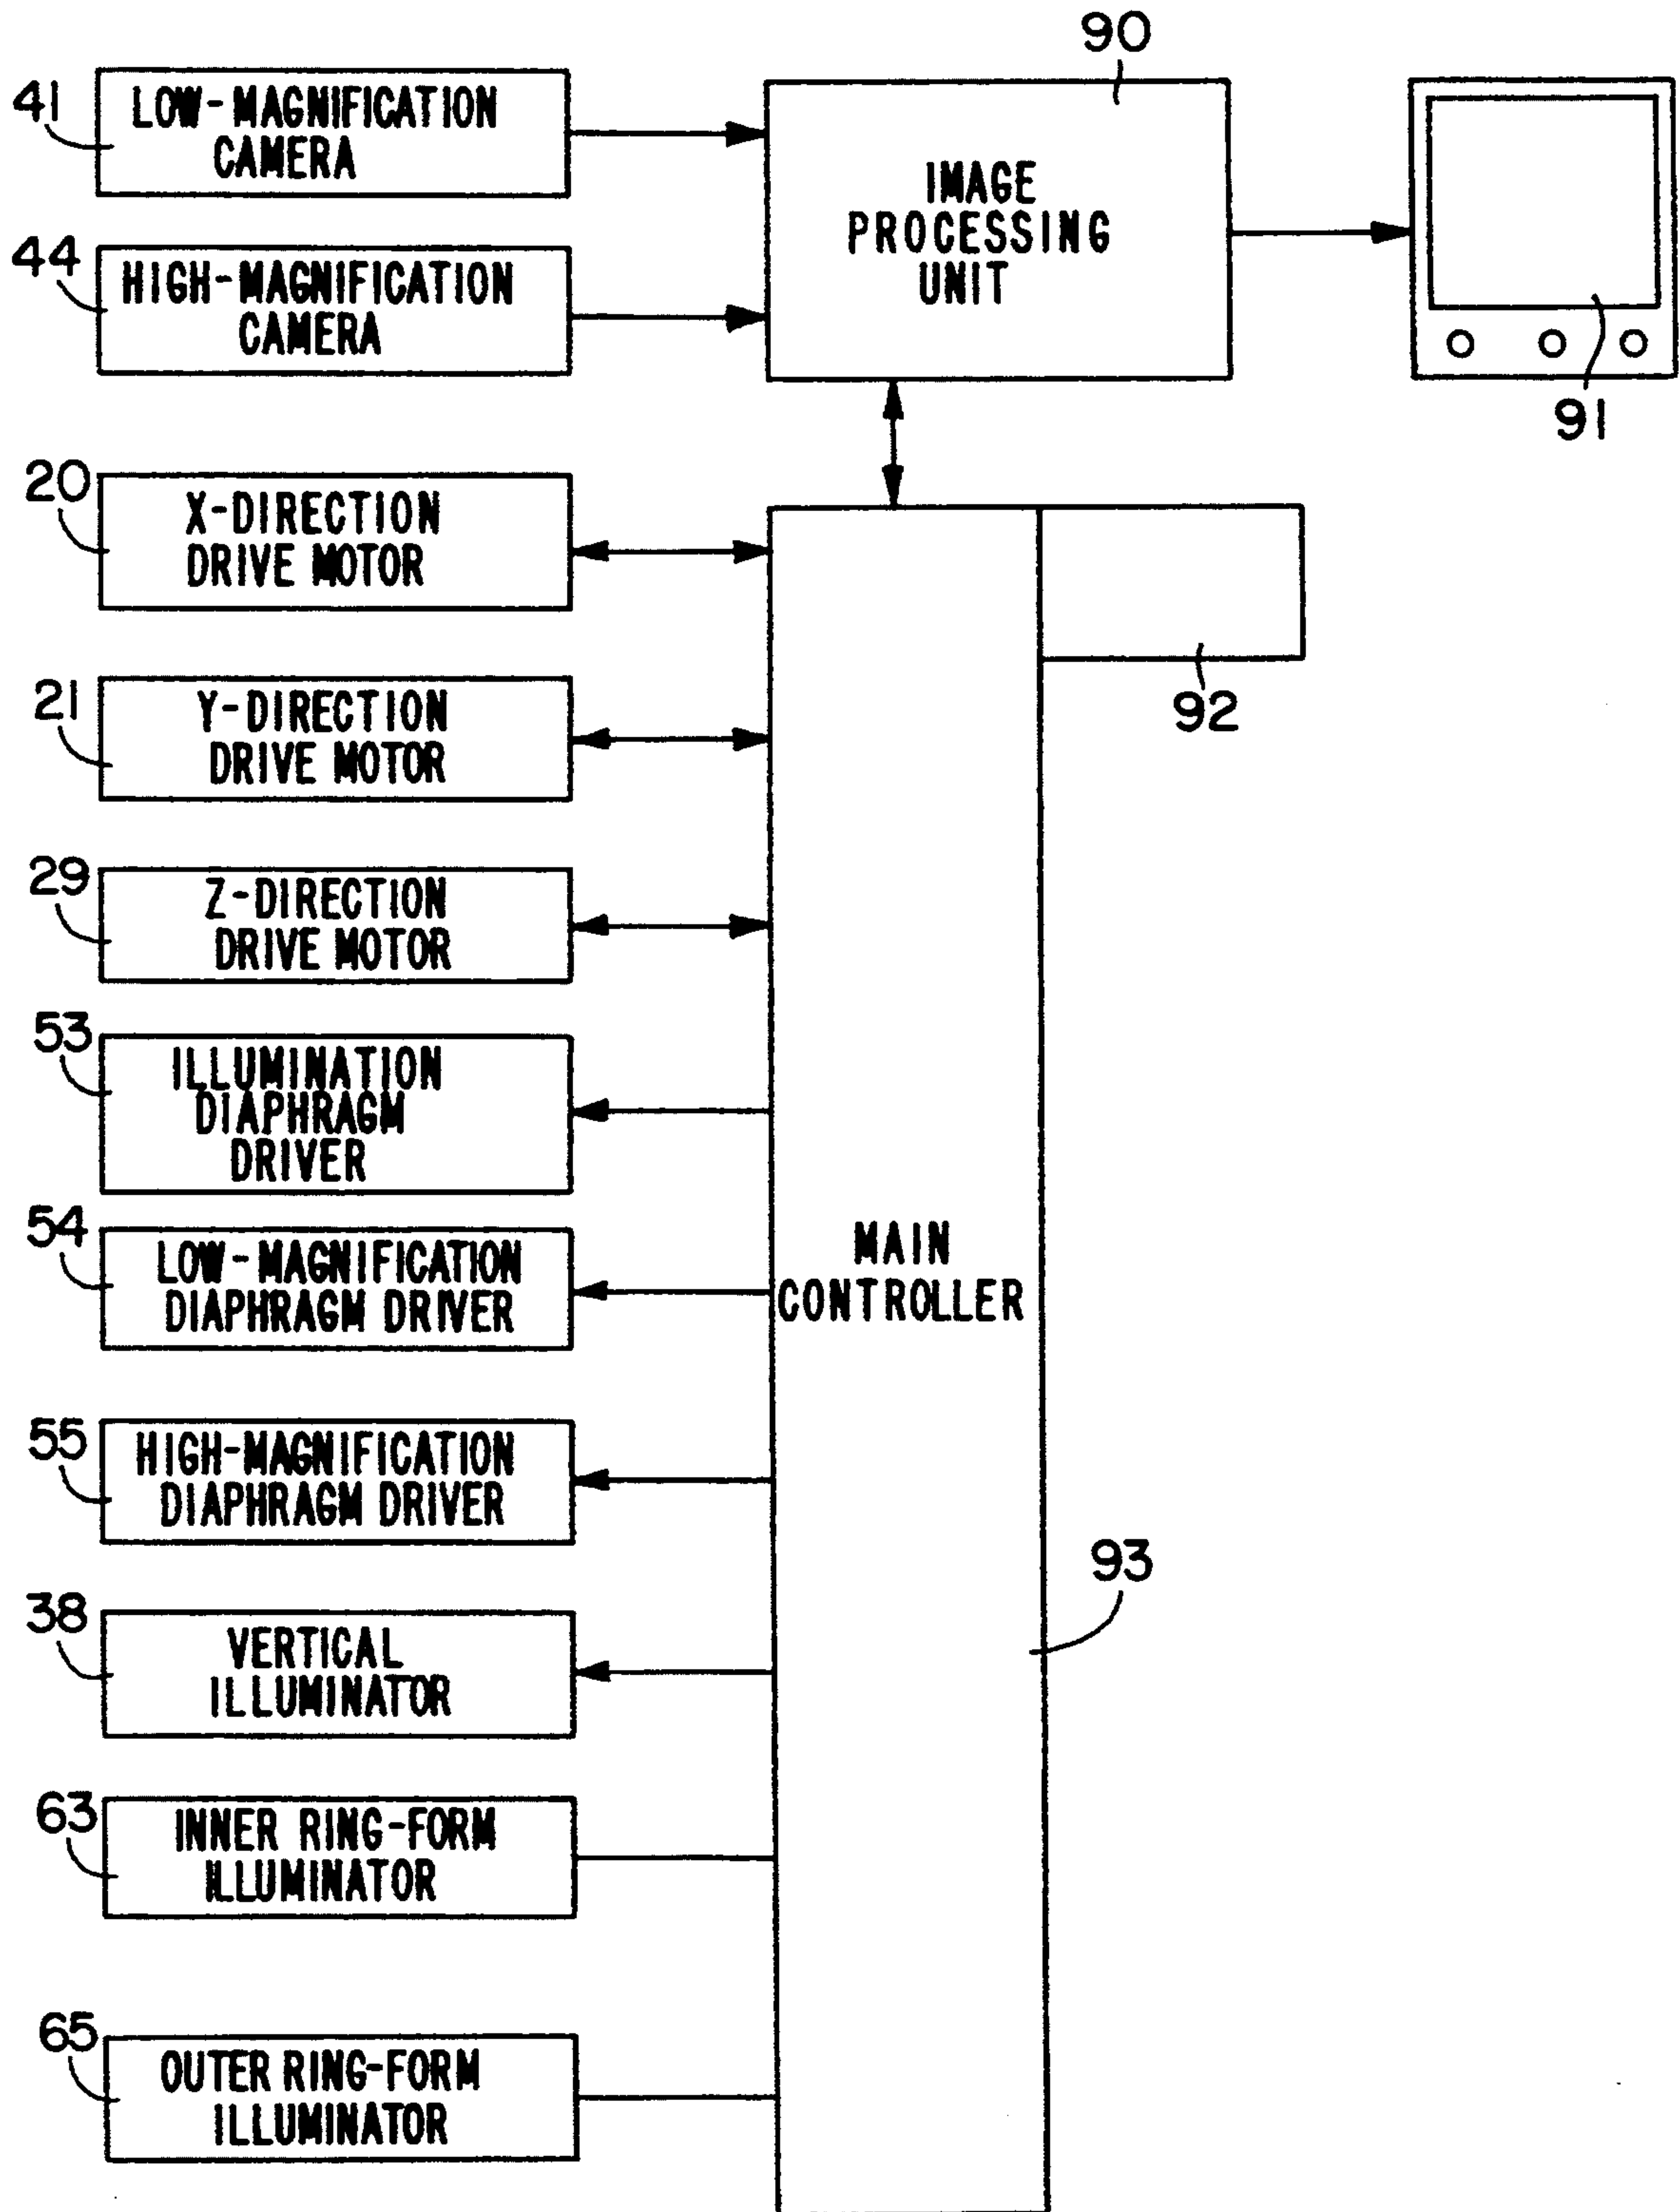 90
41
LOW-MAGNIFICATION
CAMERA
44
HIGH-MAGNIFICATION
CAMERA
IMAGE
PROCESSING
UNIT
91
20
X-DIRECTION
DRIVE MOTOR
92
21
Y-DIRECTION
DRIVE MOTOR
29
Z-DIRECTION
DRIVE MOTOR
53
ILLUMINATION
DIAPHRAGM
DRIVER
54
LOW-MAGNIFICATION
DIAPHRAGM DRIVER
MAIN
CONTROLLER
55
HIGH-MAGNIFICATION
DIAPHRAGM DRIVER
93
38
VERTICAL
ILLUMINATOR
63
INNER RING-FORM
ILLUMINATOR
65
OUTER RING-FORM
ILLUMINATOR